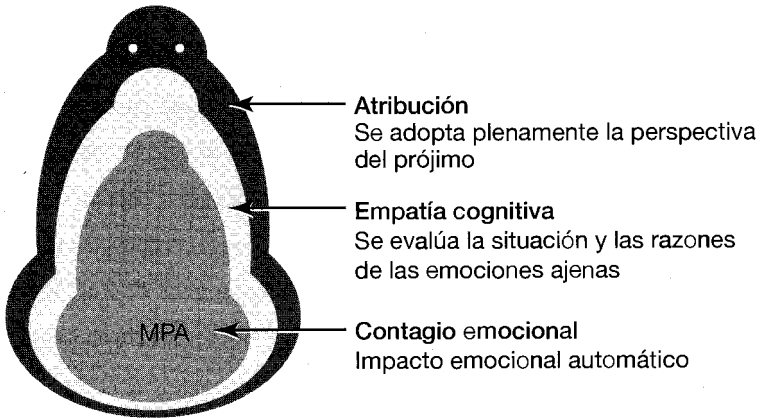 Atribución
Se adopta plenamente la perspectiva
del prójimo
Empatía cognitiva
Se evalúa la situación y las razones
de las emociones ajenas
MPA
Contagio emocional
Impacto emocional automático